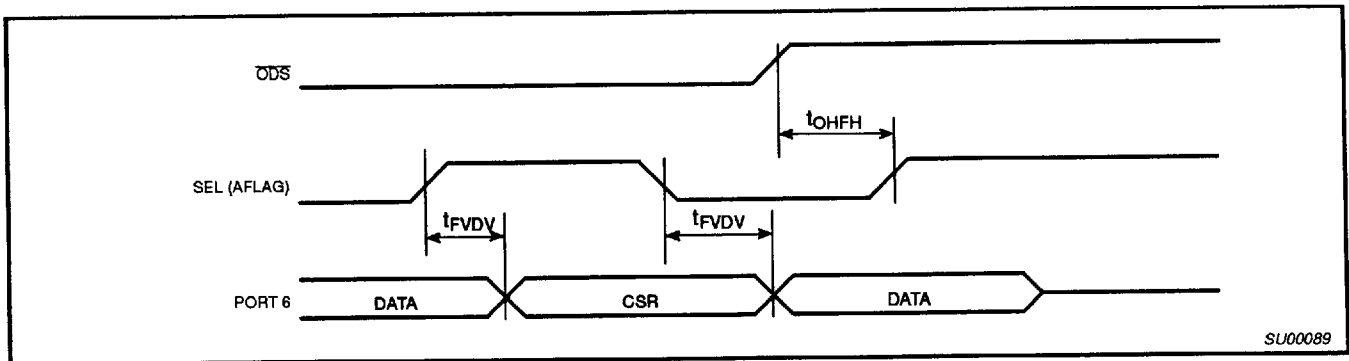 ODS
tOHFH
SEL (AFLAG)
tFVDV
tFVDV
PORT 6
DATA
CSR
DATA
SU00089